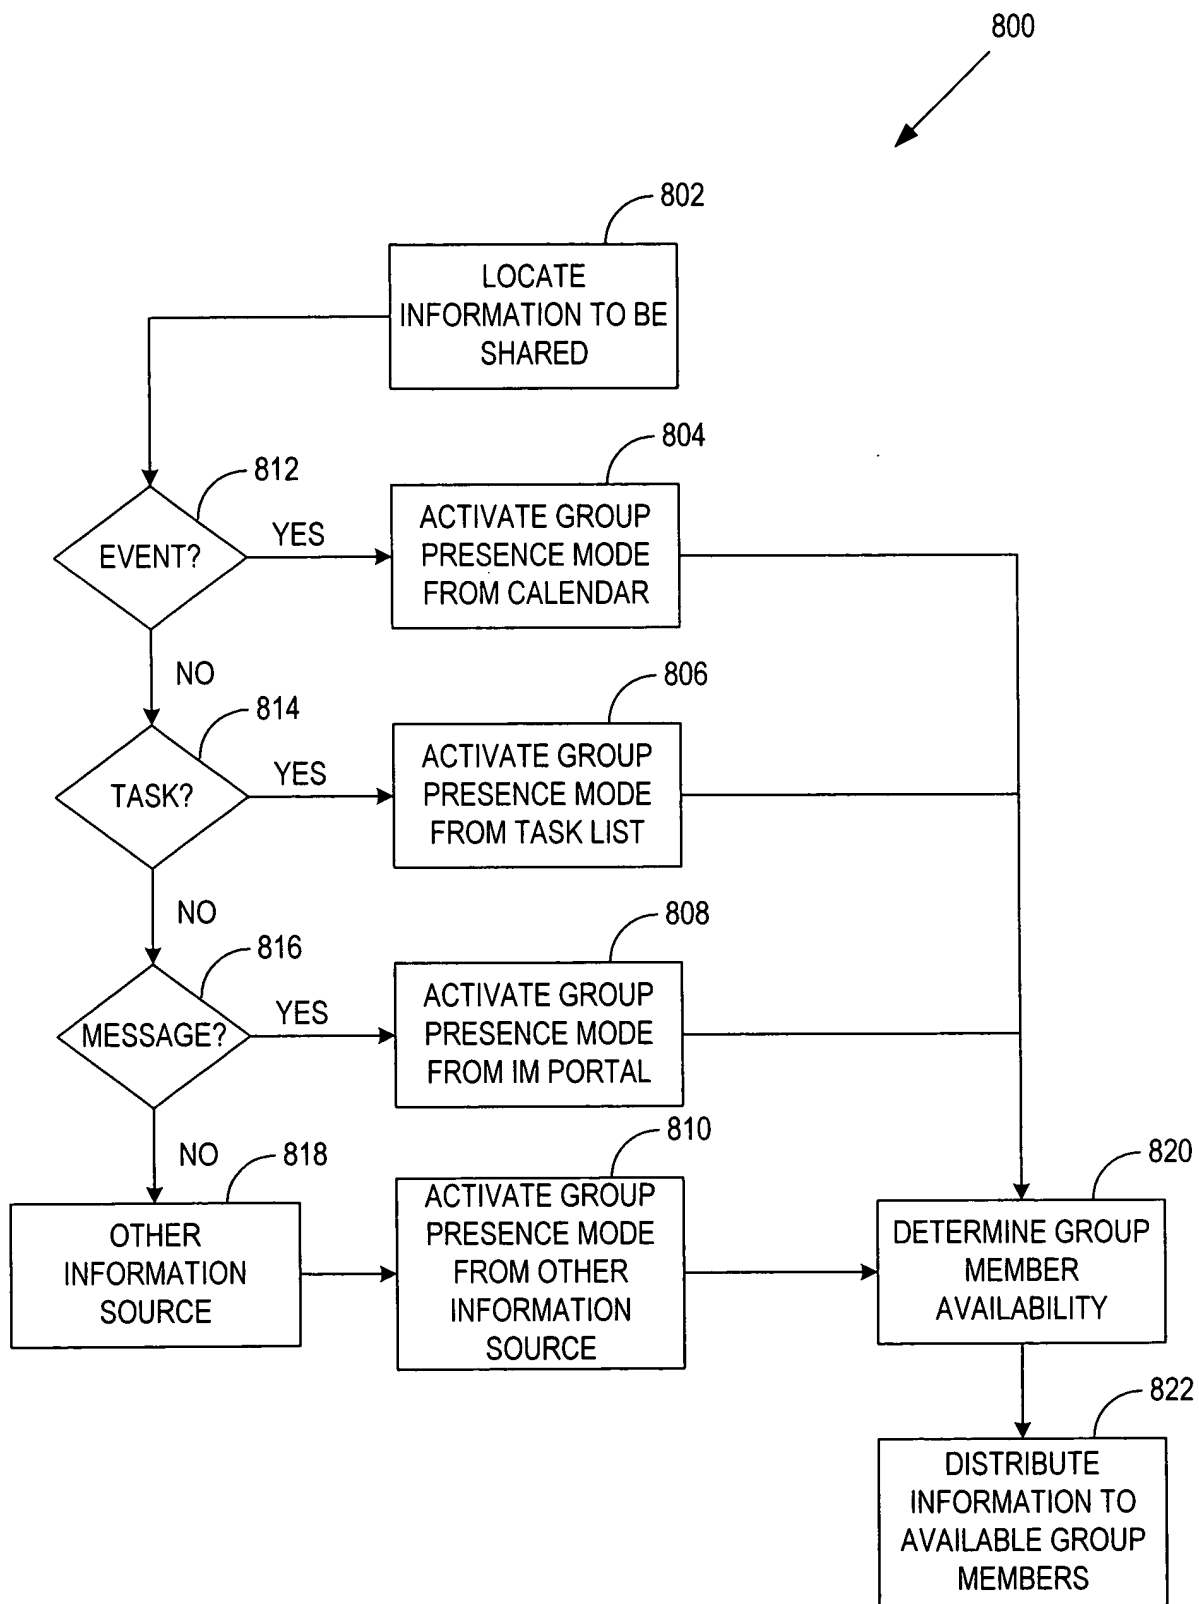 800
802
LOCATE
INFORMATION TO BE
SHARED
812
EVENT?
YES
804
ACTIVATE GROUP
PRESENCE MODE
FROM CALENDAR
NO
814
TASK?
YES
806
ACTIVATE GROUP
PRESENCE MODE
FROM TASK LIST
NO
816
MESSAGE?
YES
808
ACTIVATE GROUP
PRESENCE MODE
FROM IM PORTAL
NO
818
OTHER
INFORMATION
SOURCE
810
ACTIVATE GROUP
PRESENCE MODE
FROM OTHER
INFORMATION
SOURCE
820
DETERMINE GROUP
MEMBER
AVAILABILITY
822
DISTRIBUTE
INFORMATION TO
AVAILABLE GROUP
MEMBERS